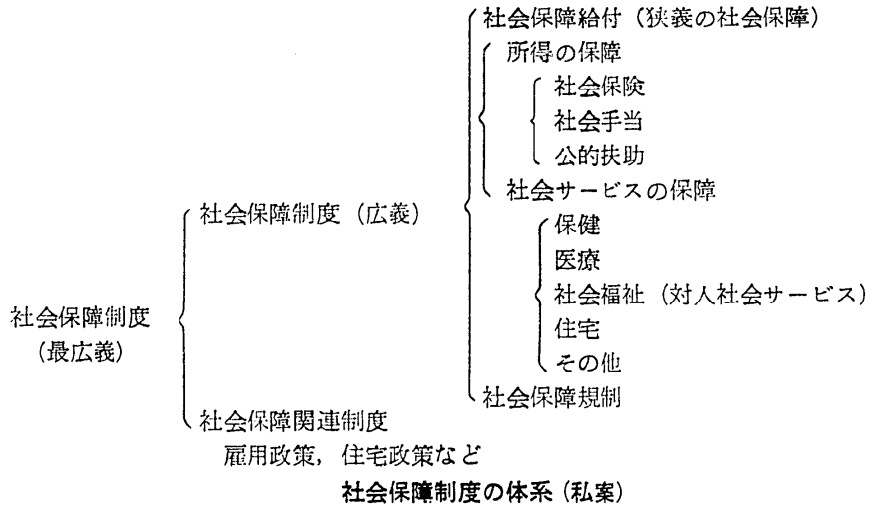 社会保障給付（狭義の社会保障）
所得の保障
社会保険
社会手当
公的扶助
社会サービスの保障
社会保障制度（広義）
保健
医療
社会福祉（対人社会サービス）
社会保障制度
（最広義）
住宅
その他
社会保障規制
社会保障関連制度
雇用政策，住宅政策など
社会保障制度の体系（私案）